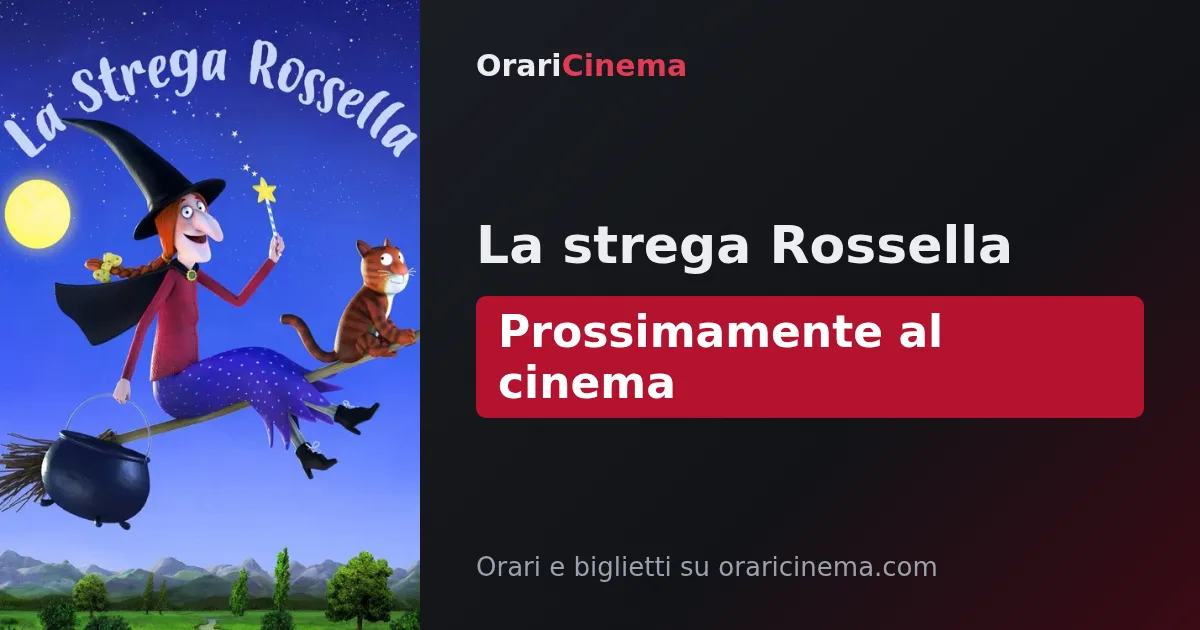 La Strega Rossella
OrariCinema
La strega Rossella
Prossimamente al
cinema
Orari e biglietti su oraricinema.com